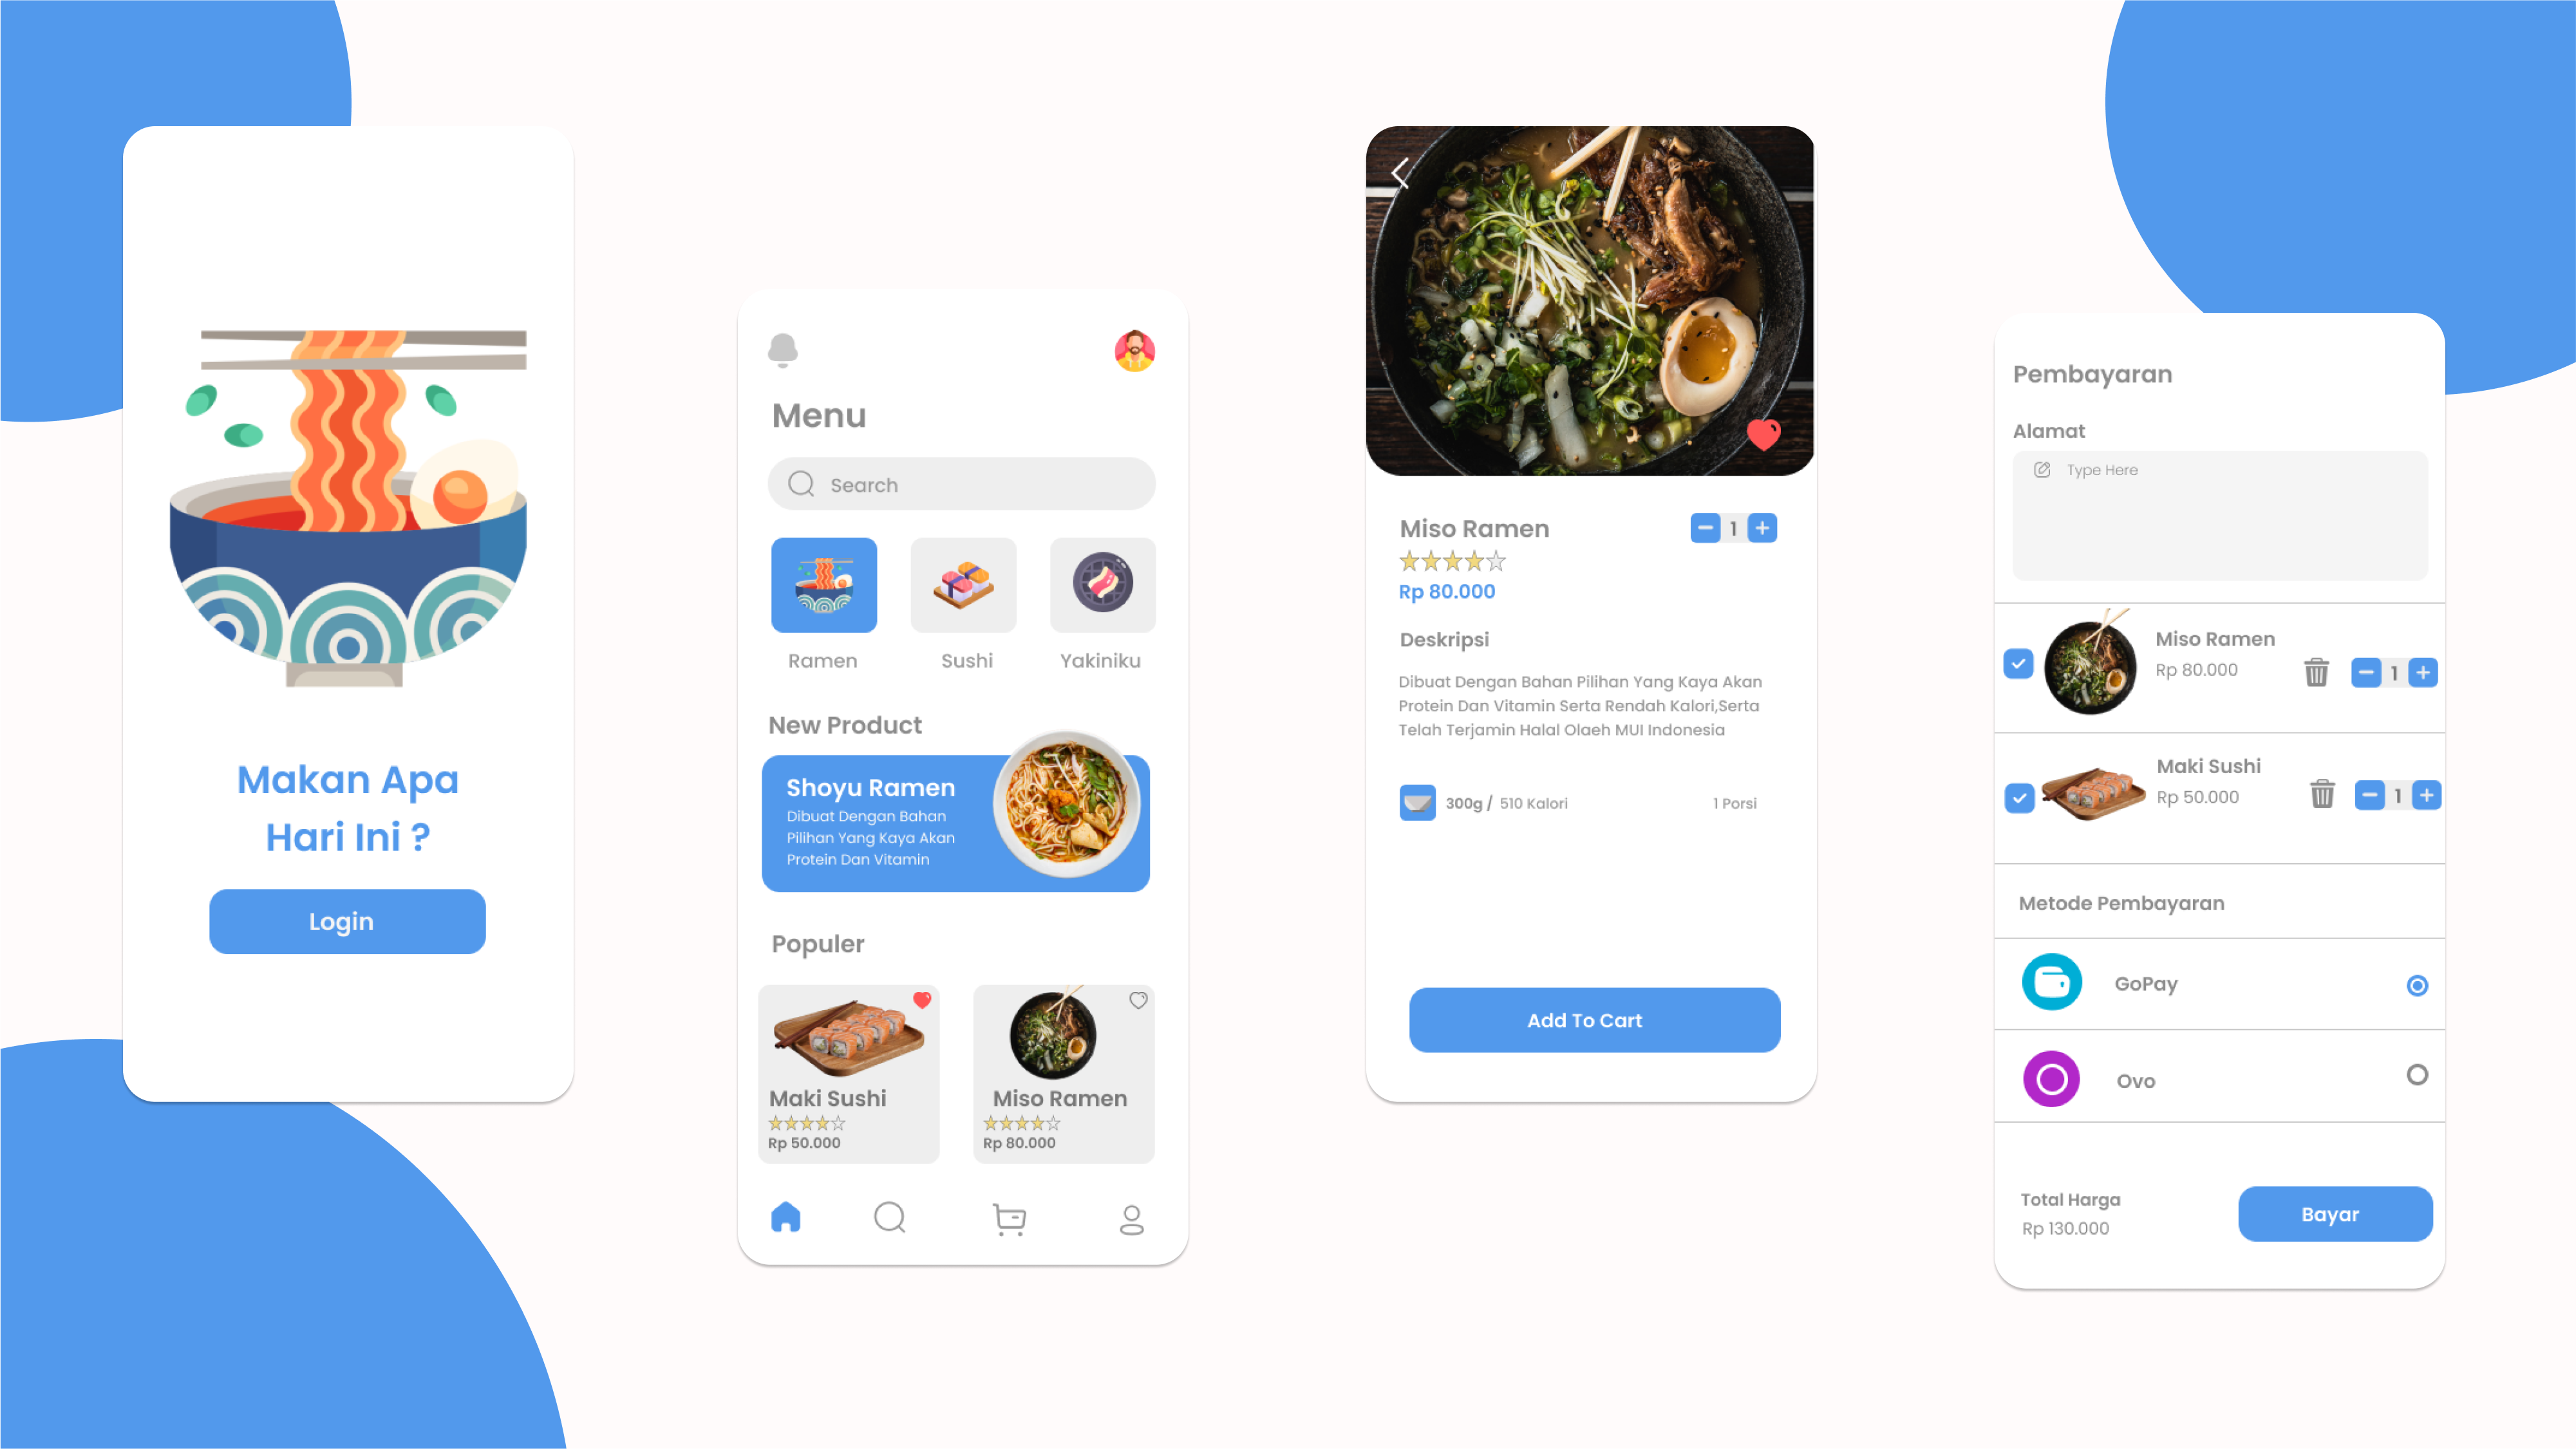 Makan Apa
Hari Ini ?
Login
Menu
Search
Ramen
Sushi
Yakiniku
New Product
Shoyu Ramen
Dibuat Dengan Bahan
Pilihan Yang Kaya Akan
Protein Dan Vitamin
Populer
Maki Sushi
Rp 50.000
Miso Ramen
Rp 80.000
Miso Ramen
1
Rp 80.000
Deskripsi
Dibuat Dengan Bahan Pilihan Yang Kaya Akan
Protein Dan Vitamin Serta Rendah Kalori,Serta
Telah Terjamin Halal Olaeh MUI Indonesia
300g / 510 Kalori
1 Porsi
Add To Cart
Pembayaran
Alamat
Type Here
Miso Ramen
Rp 80.000
1
Maki Sushi
Rp 50.000
1
Metode Pembayaran
GoPay
Ovo
Total Harga
Rp 130.000
Bayar